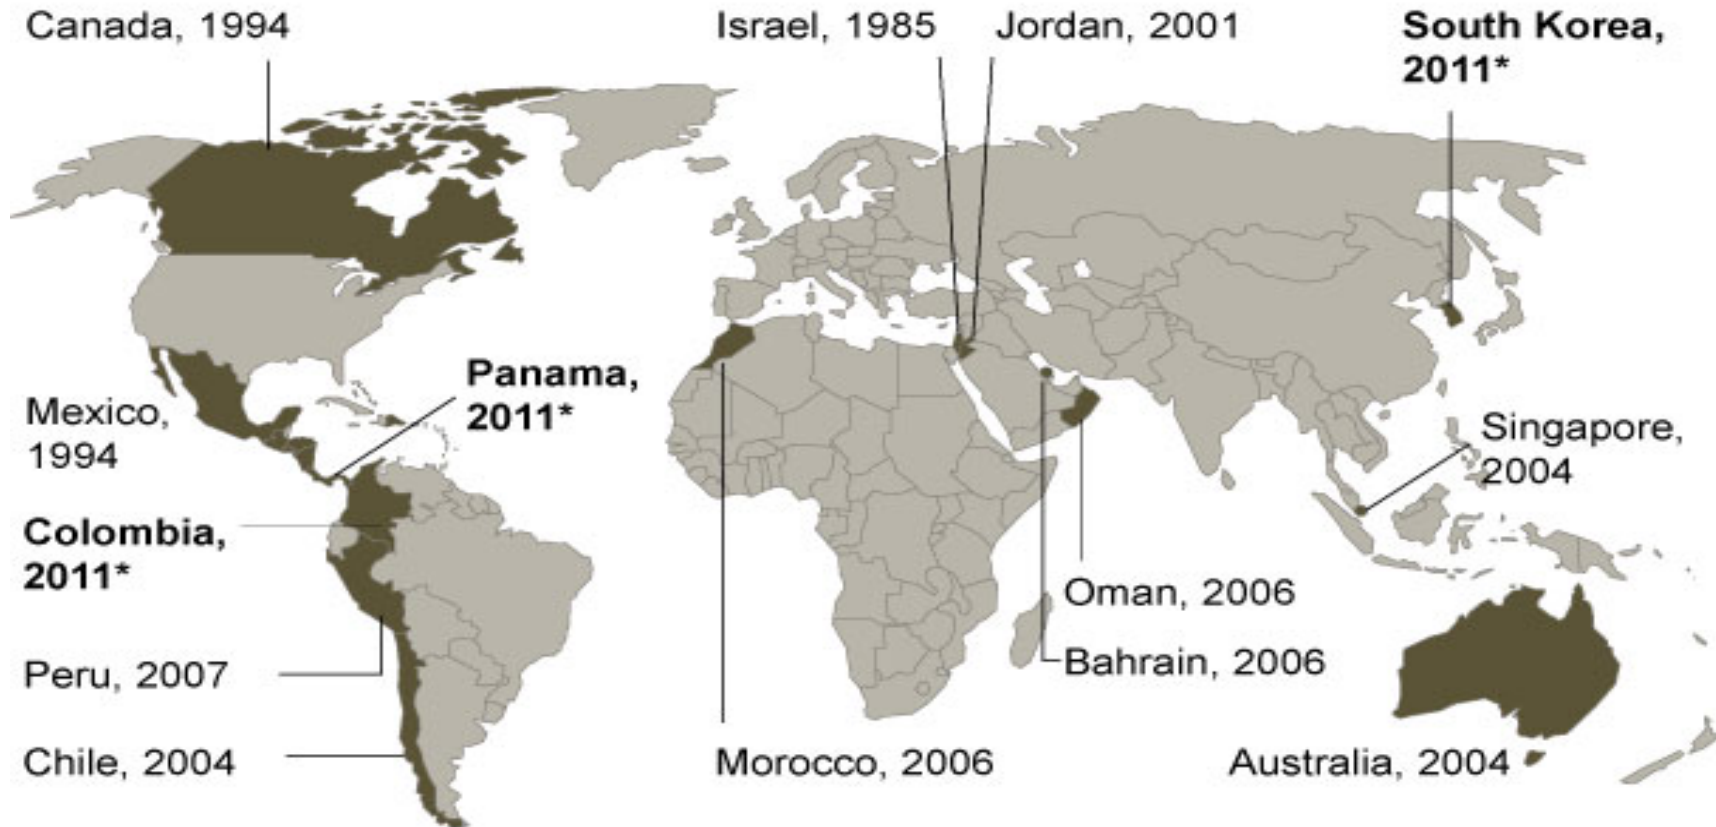 Canada, 1994
Israel, 1985
Jordan, 2001
South Korea,
2011*
Panama,
2011*
Mexico,
1994
Singapore,
2004
Colombia,
2011*
Oman, 2006
Bahrain, 2006
Peru, 2007
Chile, 2004
Morocco, 2006
Australia, 2004